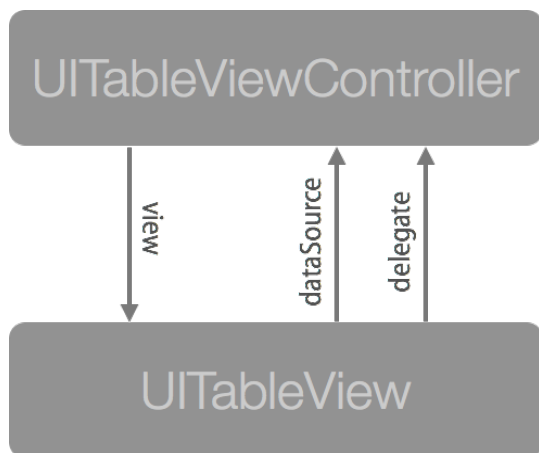 UITableViewController
view
dataSource
delegate
UITableView